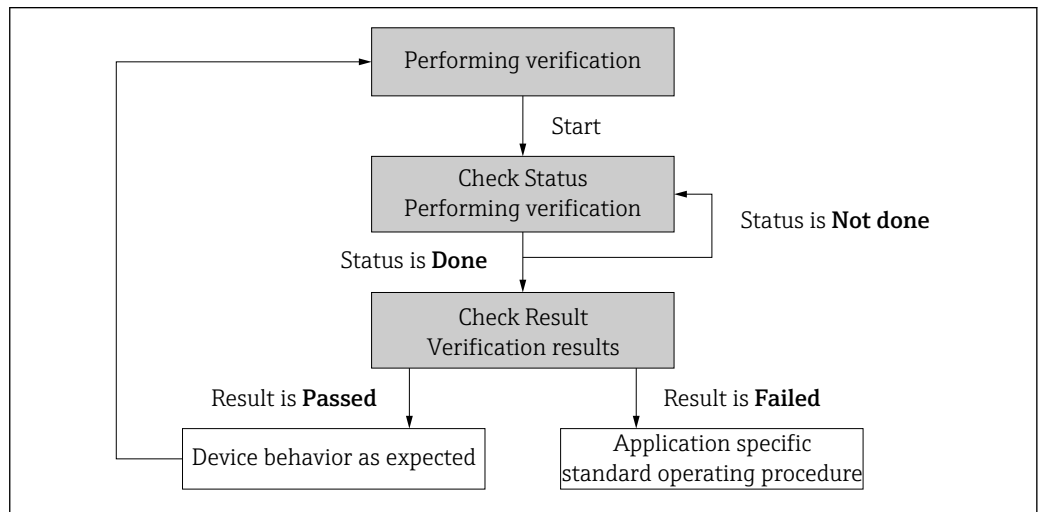 Performing verification
Start
Check Status
Performing verification
Status is Not done
Status is Done
Check Result
Verification results
Result is Passed
Result is Failed
Device behavior as expected
Application specific
standard operating procedure